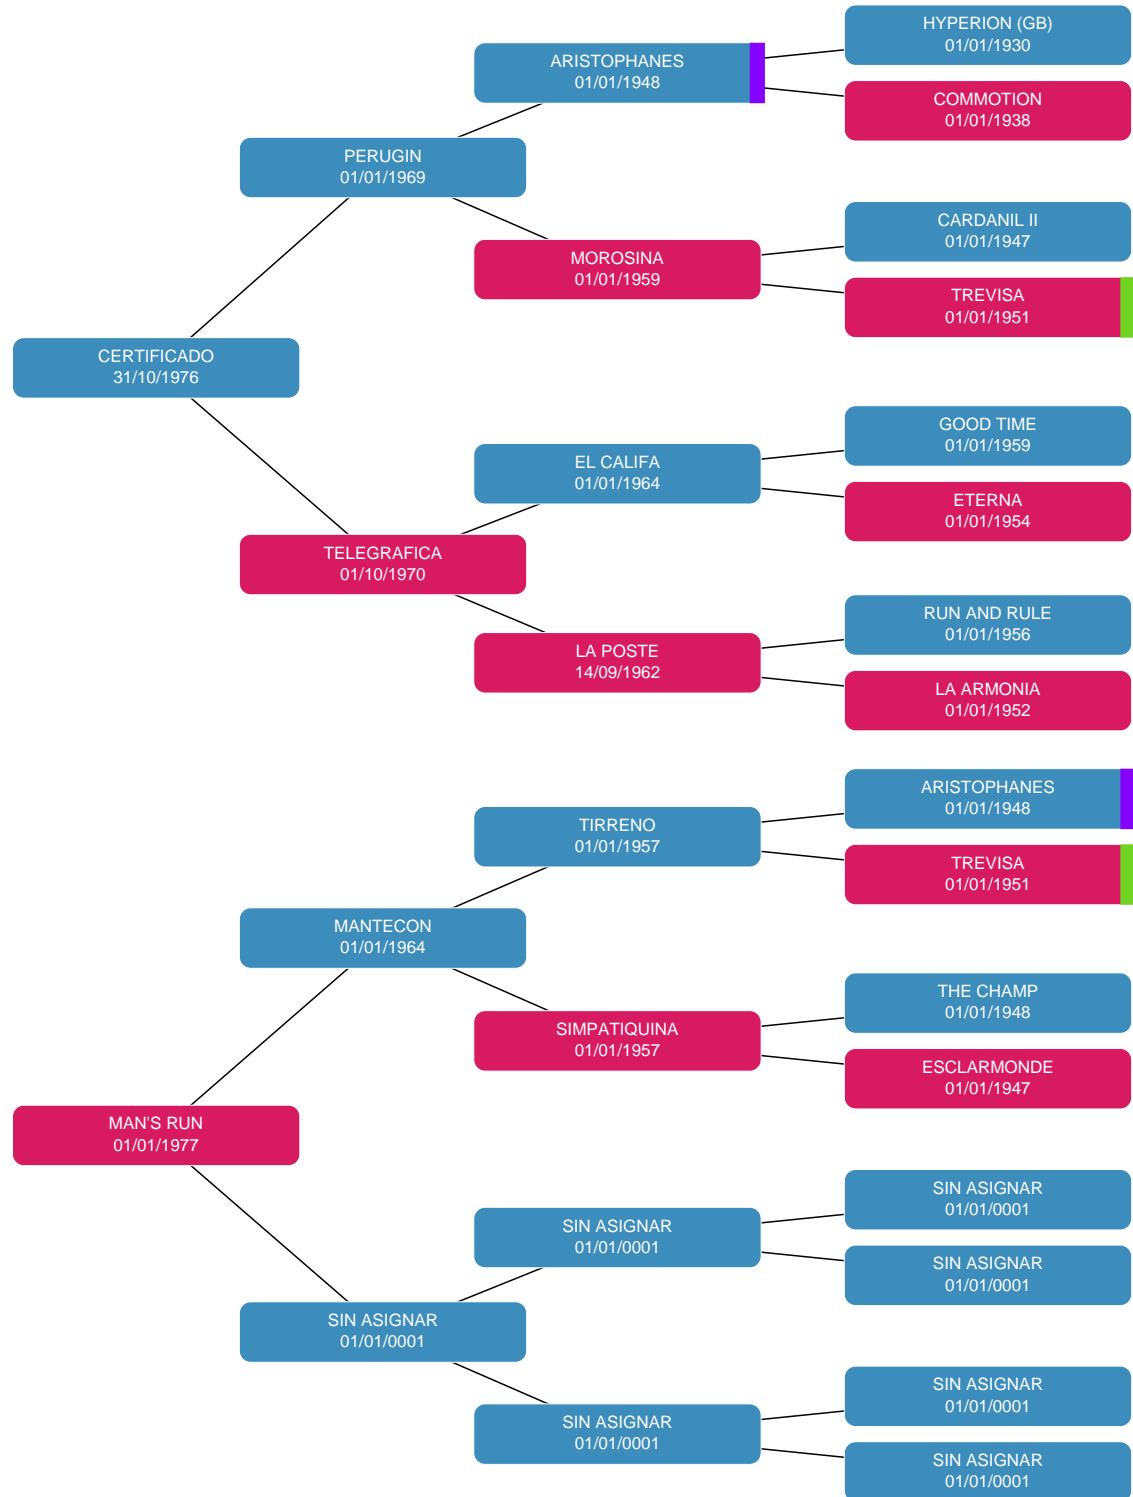 HYPERION (GB)
01/01/1930
ARISTOPHANES
01/01/1948
COMMOTION
01/01/1938
PERUGIN
01/01/1969
CARDANIL II
01/01/1947
MOROSINA
01/01/1959
TREVISA
01/01/1951
CERTIFICADO
31/10/1976
GOOD TIME
01/01/1959
EL CALIFA
01/01/1964
ETERNA
01/01/1954
TELEGRAFICA
01/10/1970
RUN AND RULE
01/01/1956
LA POSTE
14/09/1962
LA ARMONIA
01/01/1952
ARISTOPHANES
01/01/1948
TIRRENO
01/01/1957
TREVISA
01/01/1951
MANTECON
01/01/1964
THE CHAMP
01/01/1948
SIMPATIQUINA
01/01/1957
ESCLARMONDE
01/01/1947
MAN'S RUN
01/01/1977
SIN ASIGNAR
01/01/0001
SIN ASIGNAR
01/01/0001
SIN ASIGNAR
01/01/0001
SIN ASIGNAR
01/01/0001
SIN ASIGNAR
01/01/0001
SIN ASIGNAR
01/01/0001
SIN ASIGNAR
01/01/0001